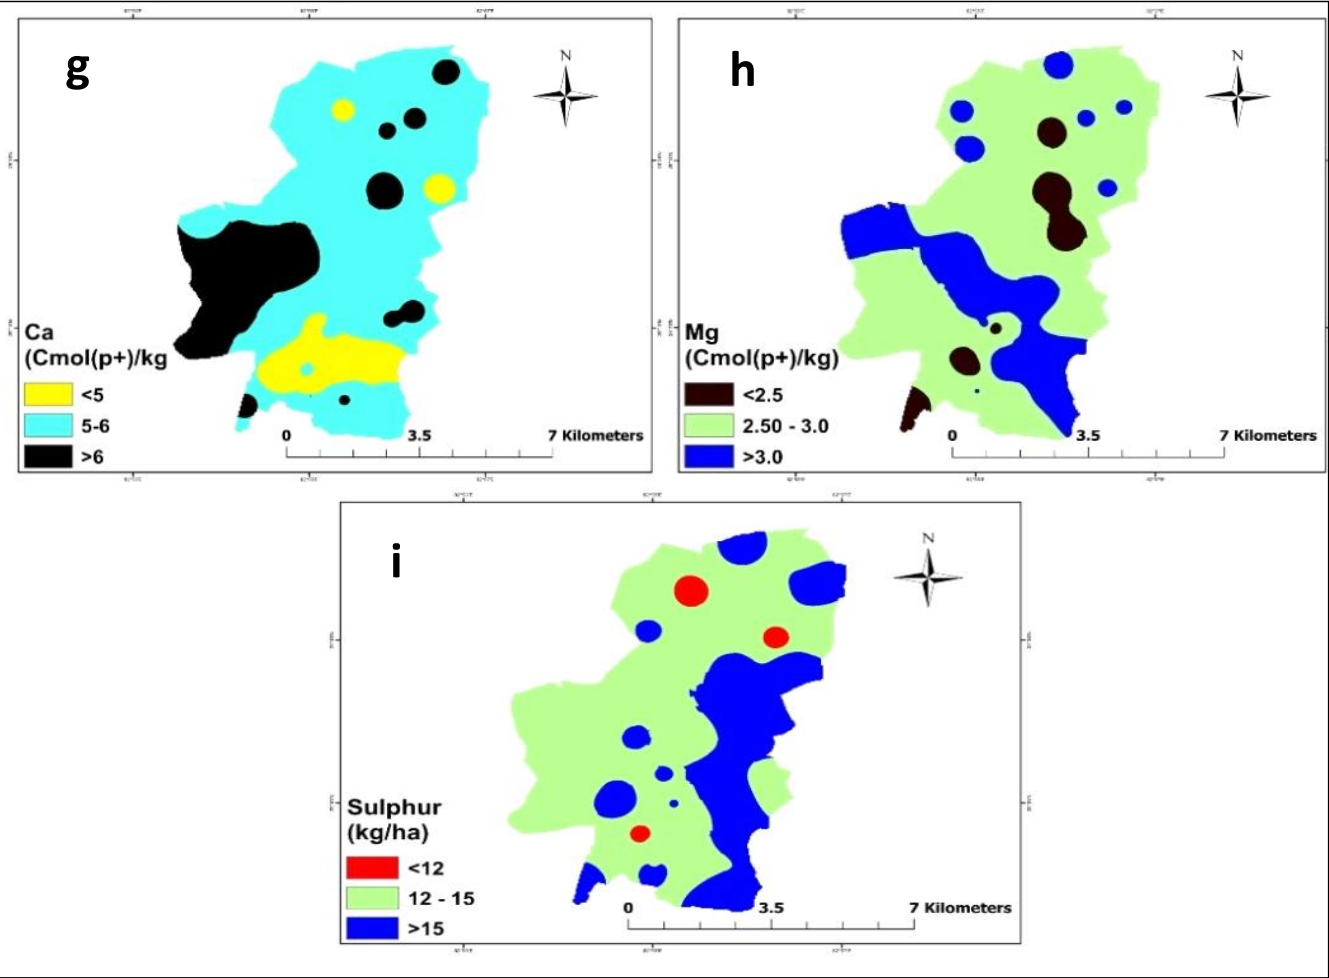 g
N
Ca
(Cmol(p+)/kg
<5
5-6
>6
0 3.5 7 Kilometers
h
N
Mg
(Cmol(p+)/kg)
<2.5
2.50 - 3.0
>3.0
0 3.5 7 Kilometers
i
N
Sulphur
(kg/ha)
<12
12 - 15
>15
0 3.5 7 Kilometers